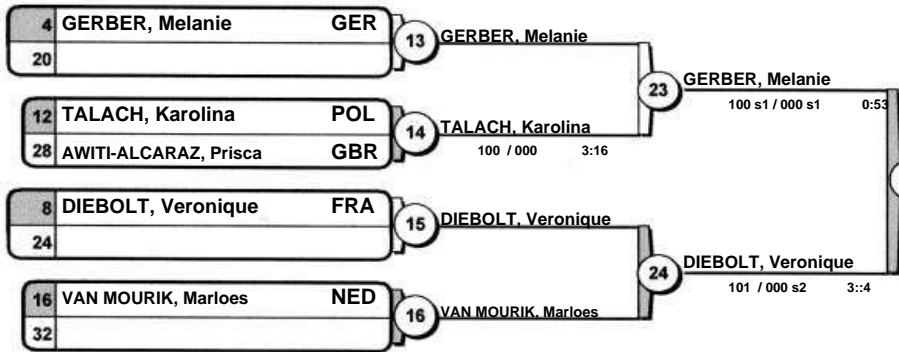 4 GERBER, Melanie GER
20
13 GERBER, Melanie
12 TALACH, Karolina POL
28 AWITI-ALCARAZ, Prisca GBR
14 TALACH, Karolina
100 / 000 3:16
23 GERBER, Melanie
100 s1 / 000 s1 0:53
8 DIEBOLT, Veronique FRA
24
15 DIEBOLT, Veronique
16 VAN MOURIK, Marloes NED
32
16 VAN MOURIK, Marloes
24 DIEBOLT, Veronique
101 / 000 s2 3::4